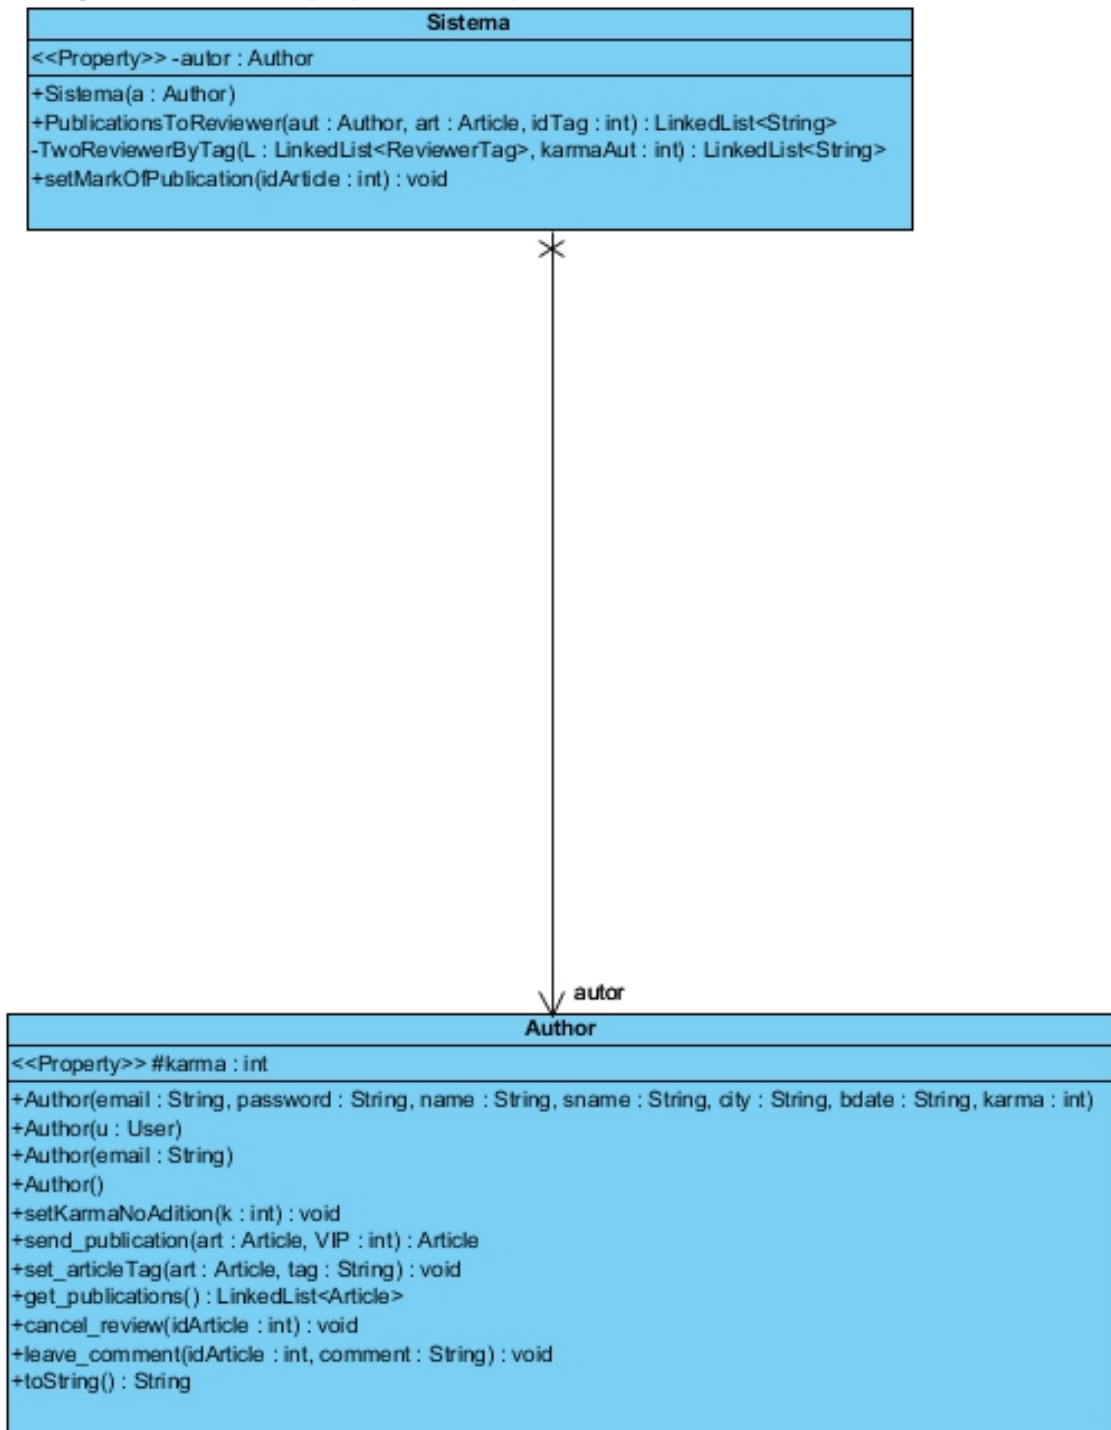 Sistema
<<Property>> -autor : Author
+Sistema(a : Author)
+PublicationsToReviewer(aut : Author, art : Article, idTag : int) : LinkedList<String>
-TwoReviewerByTag(L : LinkedList<ReviewerTag>, karmaAut : int) : LinkedList<String>
+setMarkOfPublication(idArticle : int) : void
autor
Author
<<Property>> #karma : int
+Author(email : String, password : String, name : String, sname : String, city : String, bdate : String, karma : int)
+Author(u : User)
+Author(email : String)
+Author()
+setKarmaNoAdition(k : int) : void
+send_publication(art : Article, VIP : int) : Article
+set_articleTag(art : Article, tag : String) : void
+get_publications() : LinkedList<Article>
+cancel_review(idArticle : int) : void
+leave_comment(idArticle : int, comment : String) : void
+toString() : String